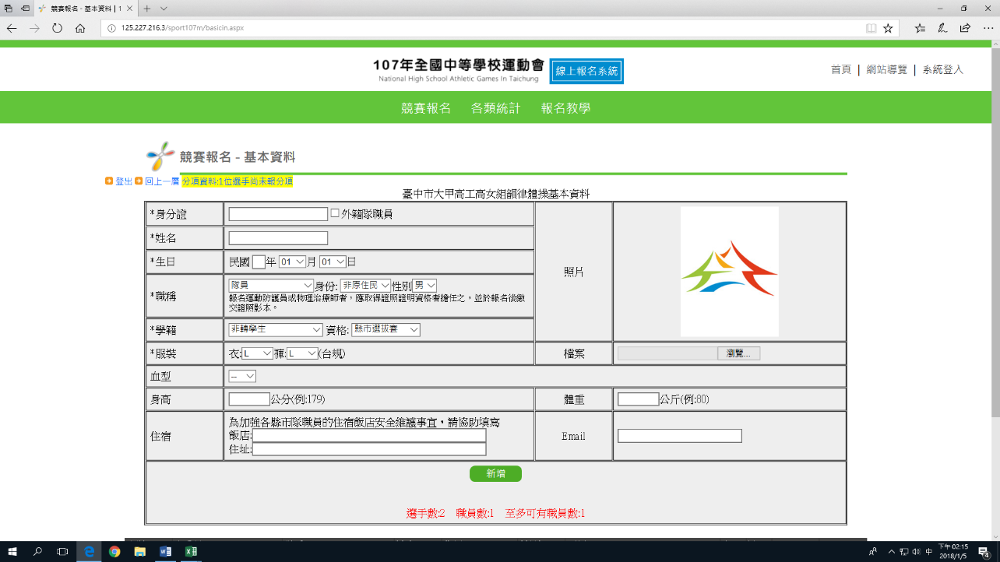 競賽報名 - 基本資料 | 1
125.227.216.3/sport107m/basicin.aspx
107年全國中等學校運動會 線上報名系統
National High School Athletic Games In Taichung
首頁 | 網站導覽 | 系統登入
競賽報名 各類統計 報名教學
競賽報名 - 基本資料
登出 回上一層 分項資料:1位選手尚未報分項
臺中市大甲高工高女組韻律體操基本資料
*身分證 外籍隊職員
*姓名
*生日 民國 年 01 月 01 日
照片
*職稱 隊員 身份: 非原住民 性別 男
報名運動防護員或物理治療師者，應取得證照證明資格者擔任之，並於報名後繳
交證照影本。
*學籍 非轉學生 資格: 縣市選拔賽
*服裝 衣:L 褲:L (台規) 檔案 瀏覽...
血型 --
身高 公分(例:179) 體重 公斤(例:80)
住宿 為加強各縣市隊職員的住宿飯店安全維護事宜，請協助填寫
飯店:
住址:
Email
新增
選手數:2 職員數:1 至多可有職員數:1
中
下午 02:15
2018/1/5
4